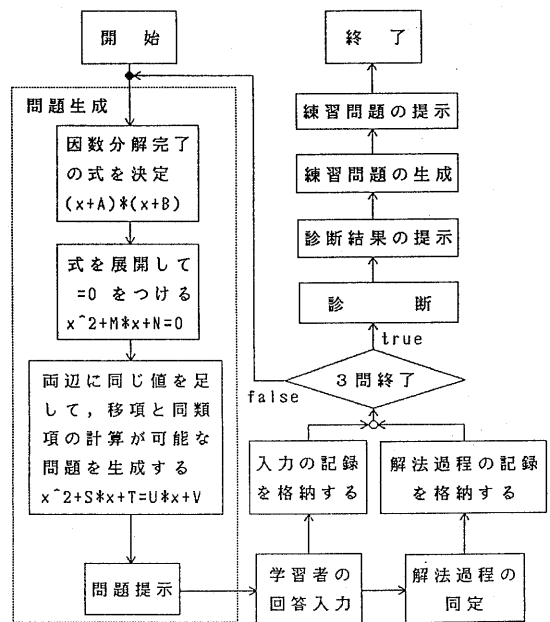 開始
問題生成
因数分解完了
の式を決定
(x+A)*(x+B)
式を展開して
=0 をつける
x^2+M*x+N=0
両辺に同じ値を足
して,移項と同類
項の計算が可能な
問題を生成する
x^2+S*x+T=U*x+V
問題提示
学習者の
回答入力
解法過程の
同定
入力の記録
を格納する
解法過程の記録
を格納する
3問終了
false
true
診断
診断結果の提示
練習問題の生成
練習問題の提示
終了